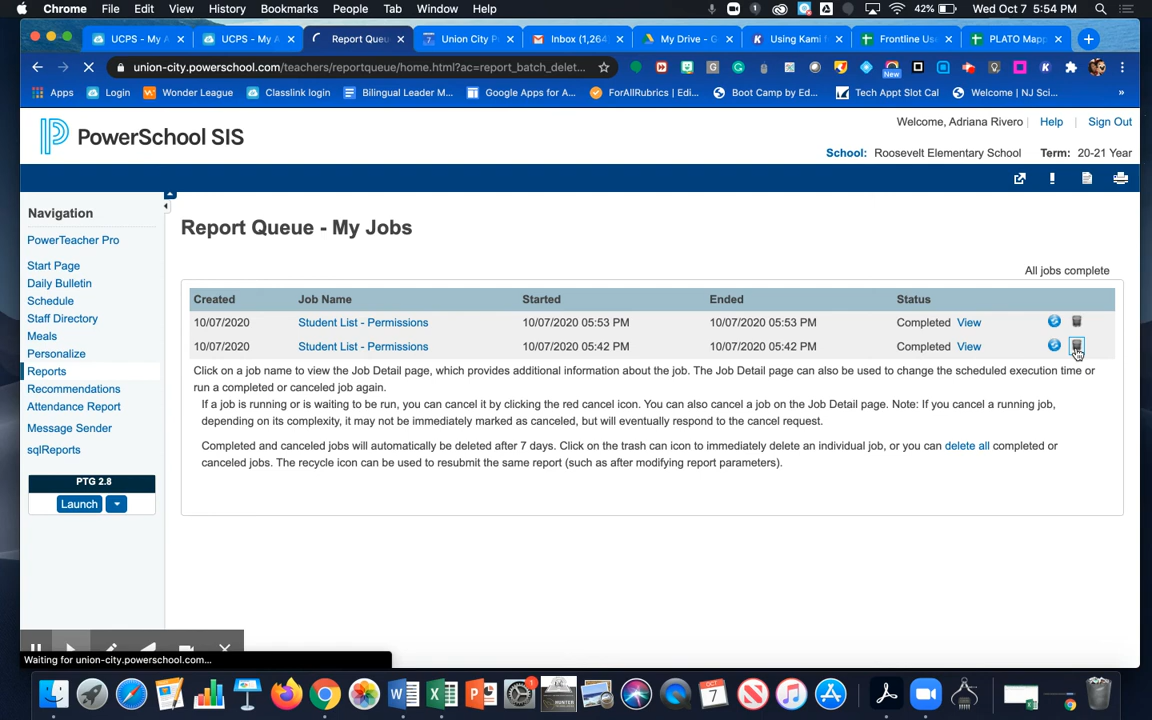 Chrome File Edit View History Bookmarks People Tab Window Help 1 42% Wed Oct 7 5:54 PM
UCPS - My A UCPS - My A Report Queu Union City P Inbox (1,264 My Drive - G Using Kami f Frontline Use PLATO Mapp
union-city.powerschool.com/teachers/reportqueue/home.html?ac=report_batch_delet... New
Apps Login Wonder League Classlink login Bilingual Leader M... Google Apps for A... ForAllRubrics | Edi... Boot Camp by Ed... Tech Appt Slot Cal Welcome | NJ Sci... »
PowerSchool SIS
Welcome, Adriana Rivero Help Sign Out
School: Roosevelt Elementary School Term: 20-21 Year
Navigation
PowerTeacher Pro
Start Page
Daily Bulletin
Schedule
Staff Directory
Meals
Personalize
Reports
Recommendations
Attendance Report
Message Sender
sqlReports
PTG 2.8
Launch
Report Queue - My Jobs
All jobs complete
Created Job Name Started Ended Status
10/07/2020 Student List - Permissions 10/07/2020 05:53 PM 10/07/2020 05:53 PM Completed View
10/07/2020 Student List - Permissions 10/07/2020 05:42 PM 10/07/2020 05:42 PM Completed View
Click on a job name to view the Job Detail page, which provides additional information about the job. The Job Detail page can also be used to change the scheduled execution time or
run a completed or canceled job again.
If a job is running or is waiting to be run, you can cancel it by clicking the red cancel icon. You can also cancel a job on the Job Detail page. Note: If you cancel a running job,
depending on its complexity, it may not be immediately marked as canceled, but will eventually respond to the cancel request.
Completed and canceled jobs will automatically be deleted after 7 days. Click on the trash can icon to immediately delete an individual job, or you can delete all completed or
canceled jobs. The recycle icon can be used to resubmit the same report (such as after modifying report parameters).
Waiting for union-city.powerschool.com...